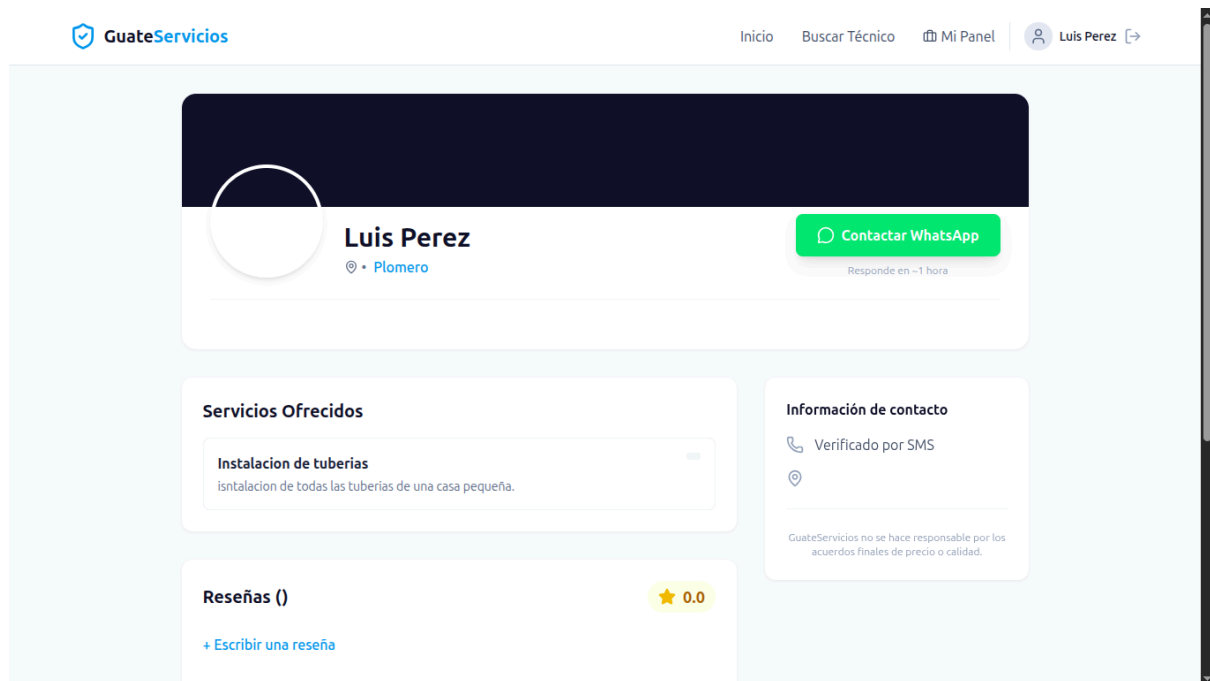 GuateServicios
Inicio Buscar Técnico Mi Panel Luis Perez
Luis Perez
• Plomero
Contactar WhatsApp
Responde en ~1 hora
Servicios Ofrecidos
Instalacion de tuberias
isntalacion de todas las tuberias de una casa pequeña.
Información de contacto
Verificado por SMS
GuateServicios no se hace responsable por los
acuerdos finales de precio o calidad.
Reseñas ()
0.0
+ Escribir una reseña